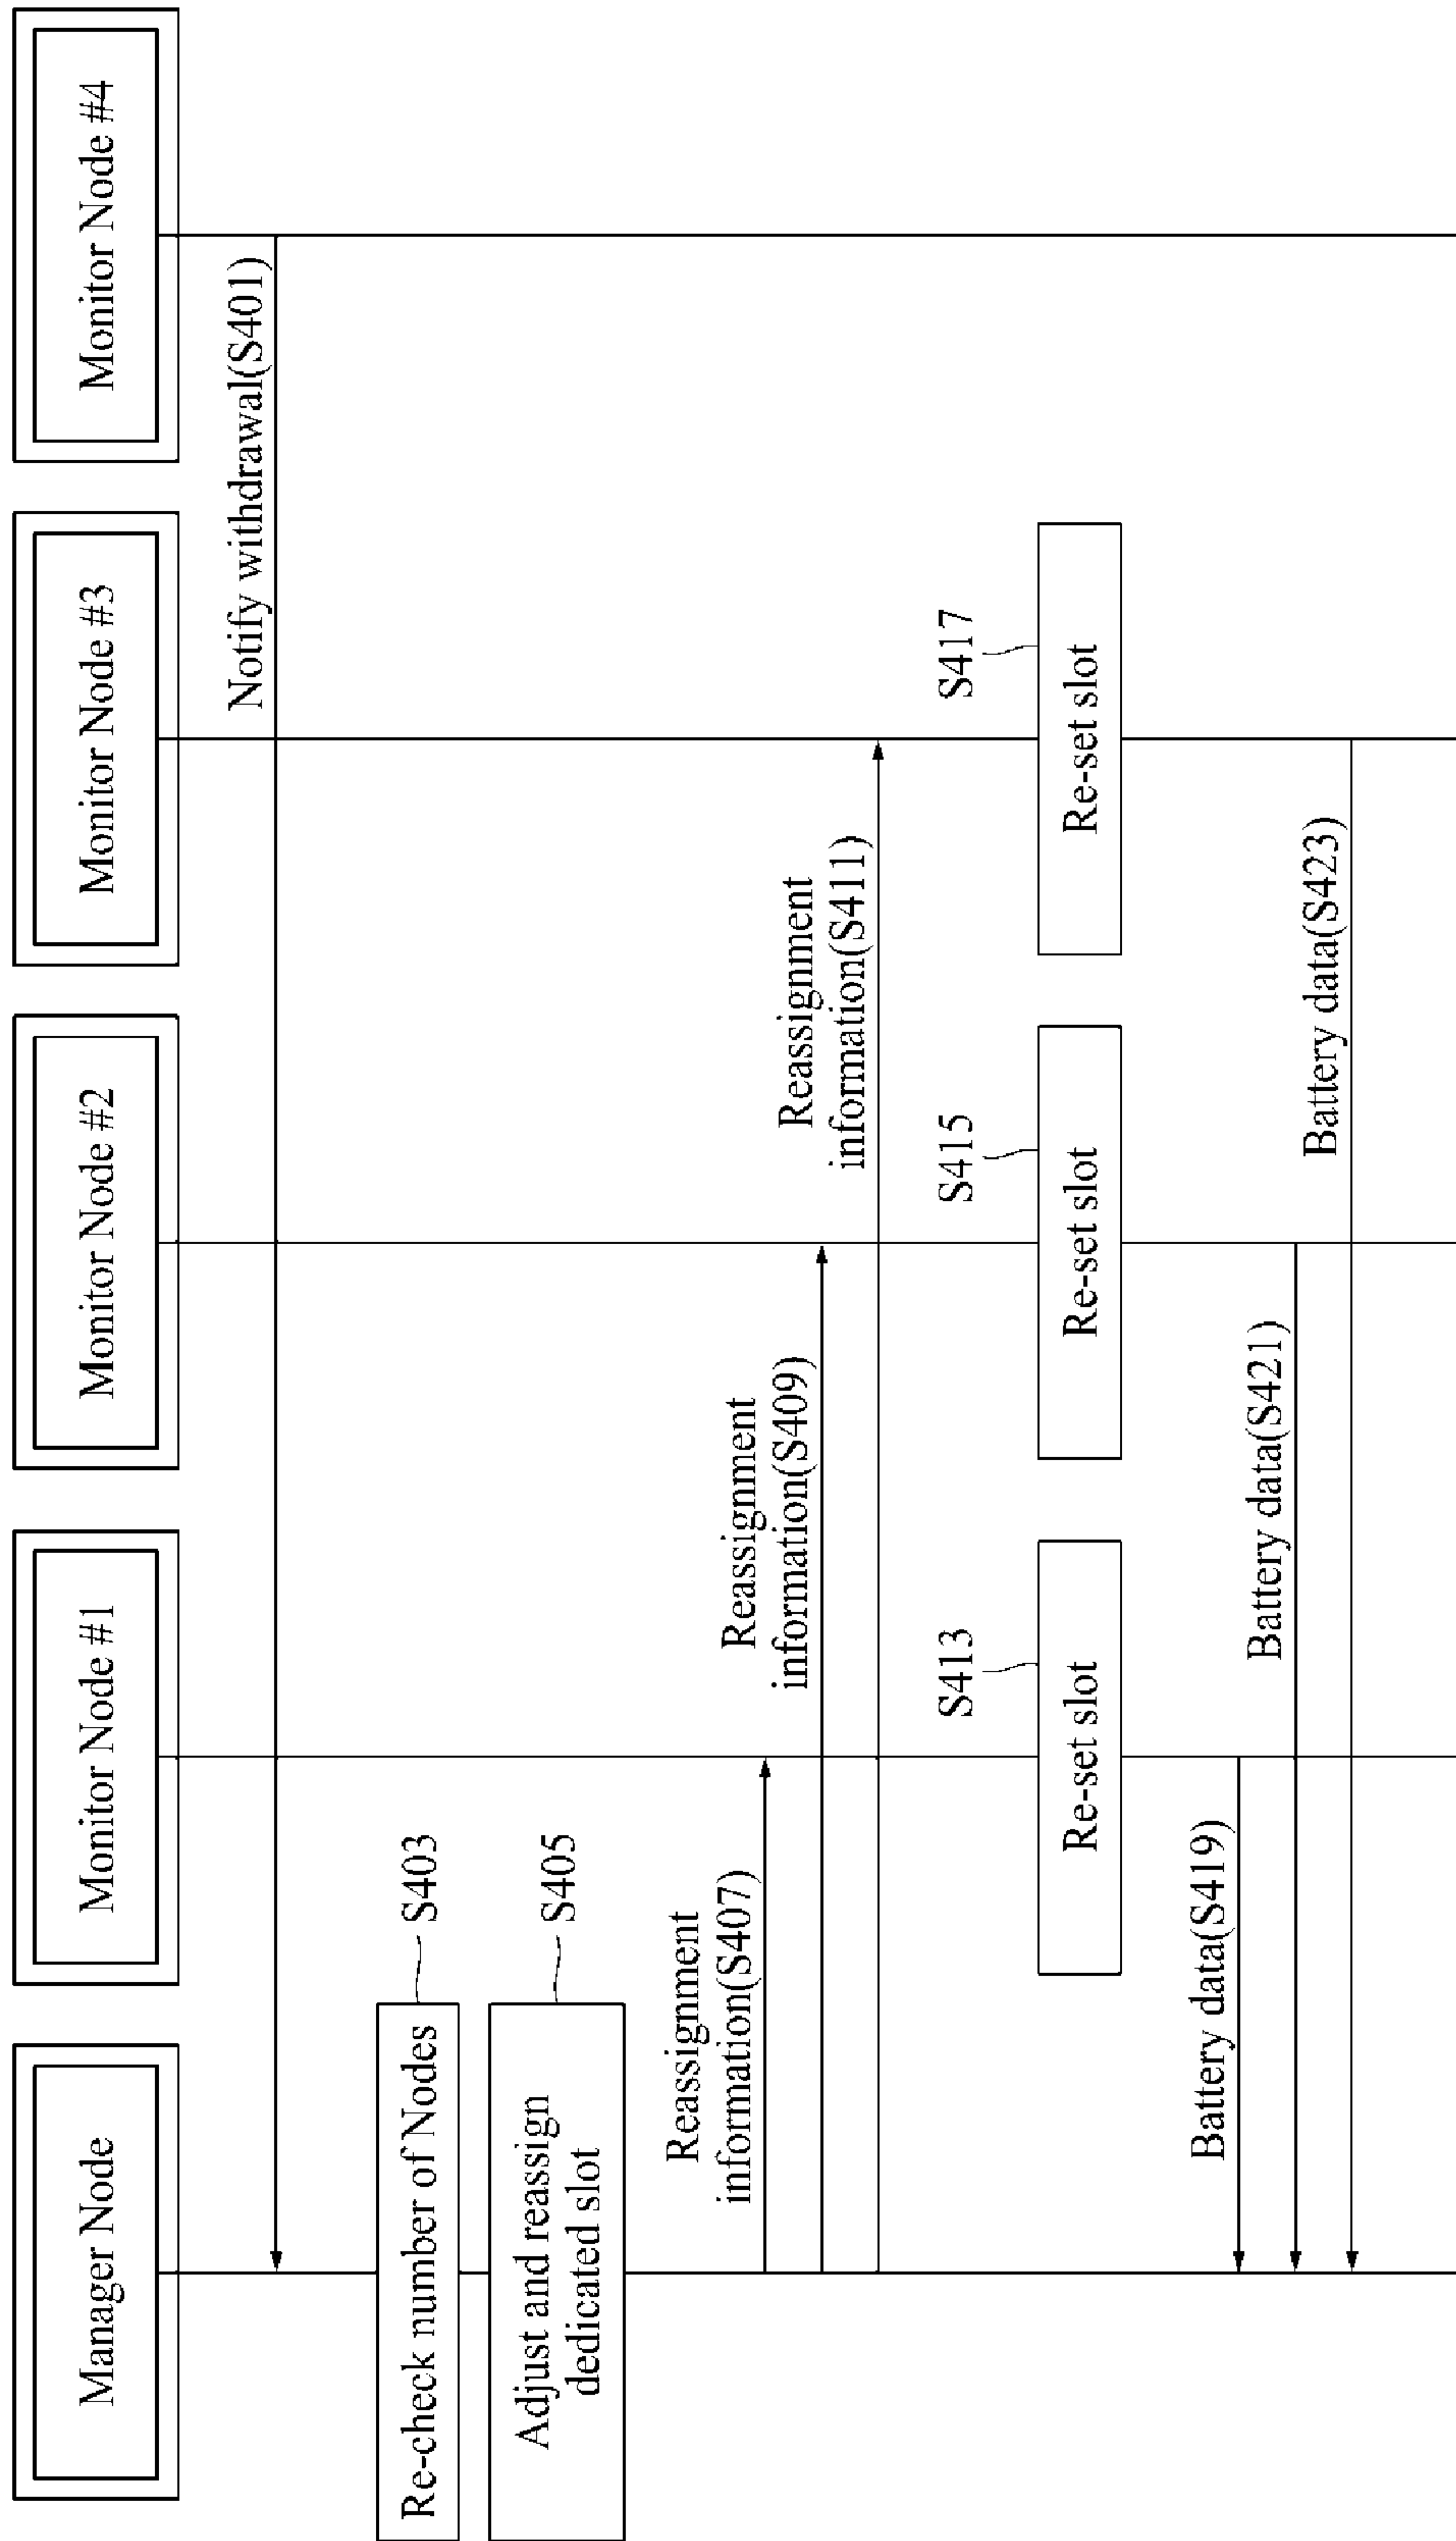 Manager Node
Monitor Node #1
Monitor Node #2
Monitor Node #3
Monitor Node #4
Notify withdrawal(S401)
Re-check number of Nodes
S403
Adjust and reassign
dedicated slot
S405
Reassignment
information(S407)
Reassignment
information(S409)
Reassignment
information(S411)
S413
Re-set slot
S415
Re-set slot
S417
Re-set slot
Battery data(S419)
Battery data(S421)
Battery data(S423)